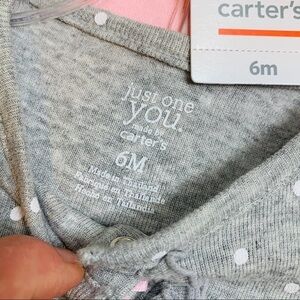 carter's
6m
just one
you.
made by
carter's
6M
Made in Thailand
Fabriqué en Thaïlande
Hecho en Tailandia